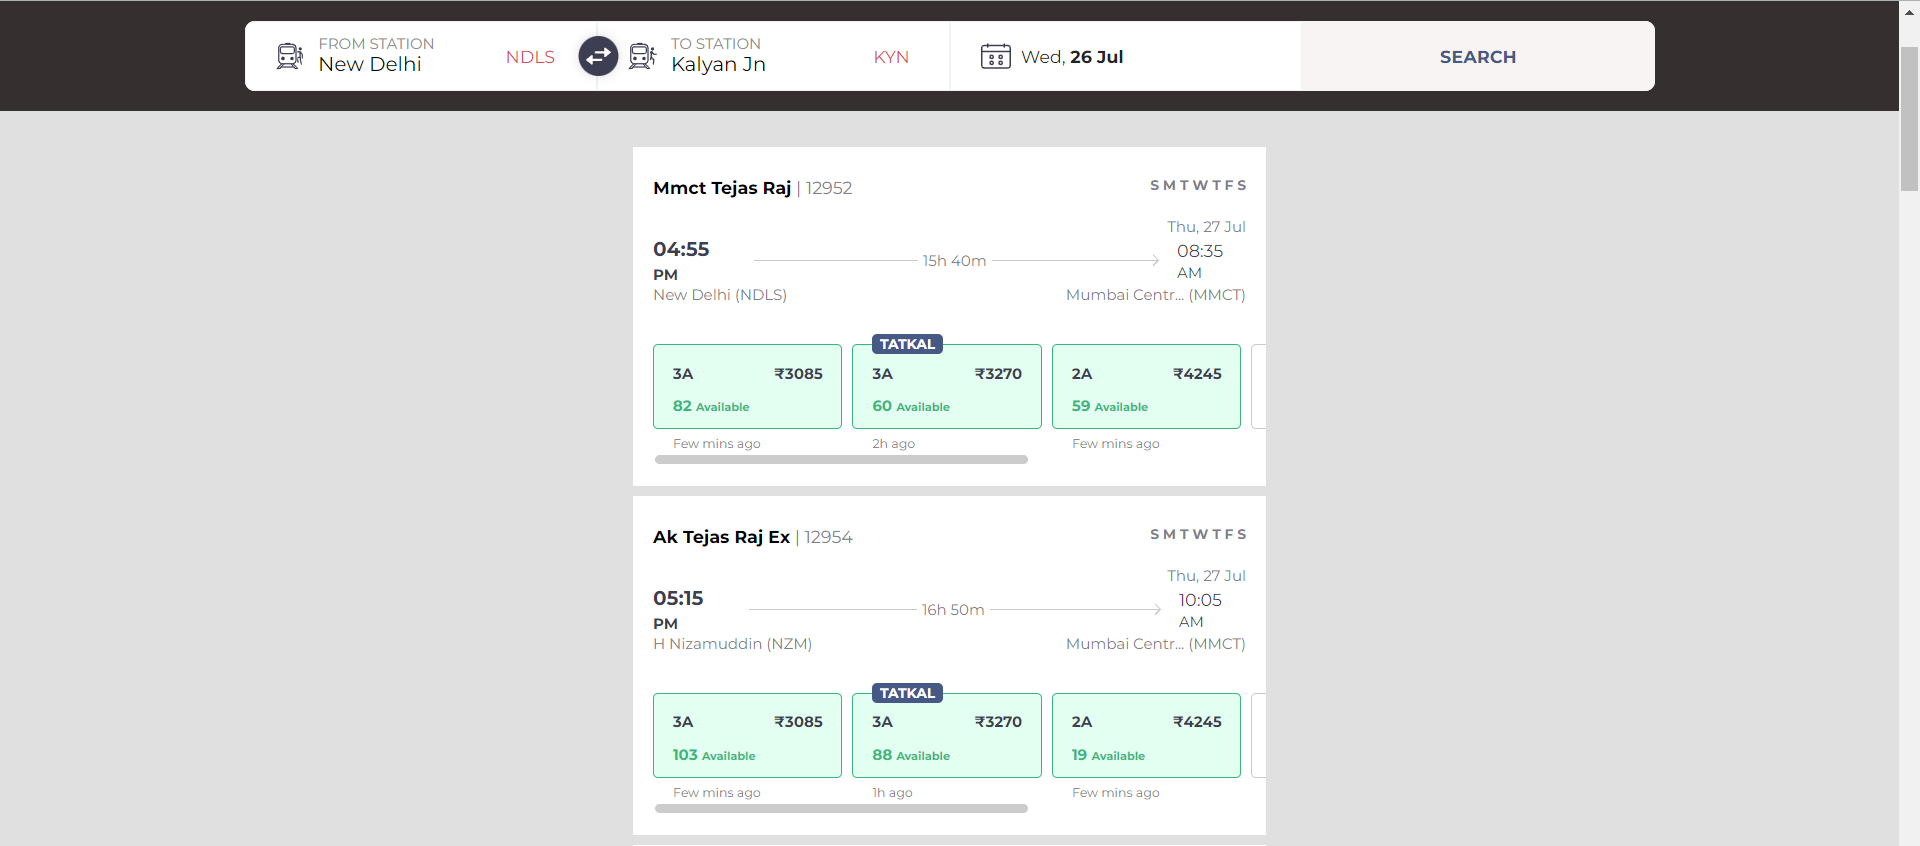 FROM STATION
New Delhi NDLS
TO STATION
Kalyan Jn KYN
Wed, 26 Jul
SEARCH
Mmct Tejas Raj | 12952
S M T W T F S
Thu, 27 Jul
04:55
PM
15h 40m
08:35
AM
New Delhi (NDLS)
Mumbai Centr... (MMCT)
3A ₹3085
82 Available
Few mins ago
TATKAL
3A ₹3270
60 Available
2h ago
2A ₹4245
59 Available
Few mins ago
Ak Tejas Raj Ex | 12954
S M T W T F S
Thu, 27 Jul
05:15
PM
16h 50m
10:05
AM
H Nizamuddin (NZM)
Mumbai Centr... (MMCT)
3A ₹3085
103 Available
Few mins ago
TATKAL
3A ₹3270
88 Available
1h ago
2A ₹4245
19 Available
Few mins ago